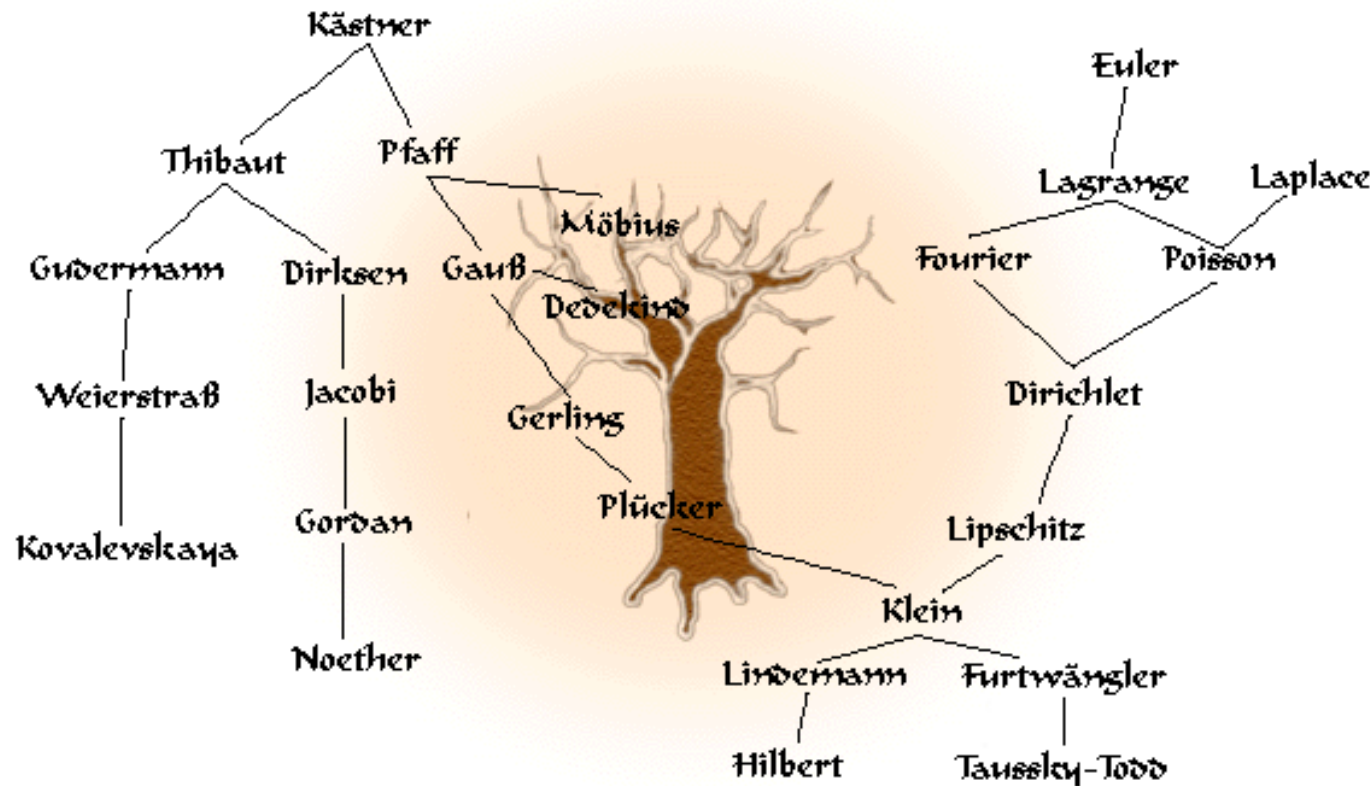 Kästner
Euler
Thibaut
Pfaff
Lagrange
Laplace
Möbius
Gudermann
Dirksen
Gauß
Fourier
Poisson
Dedekind
Weierstraß
Jacobi
Gerling
Dirichlet
Plücker
Gordan
Lipschitz
Kovalevskaya
Klein
Noether
Lindemann
Furtwängler
Hilbert
Taussky-Todd